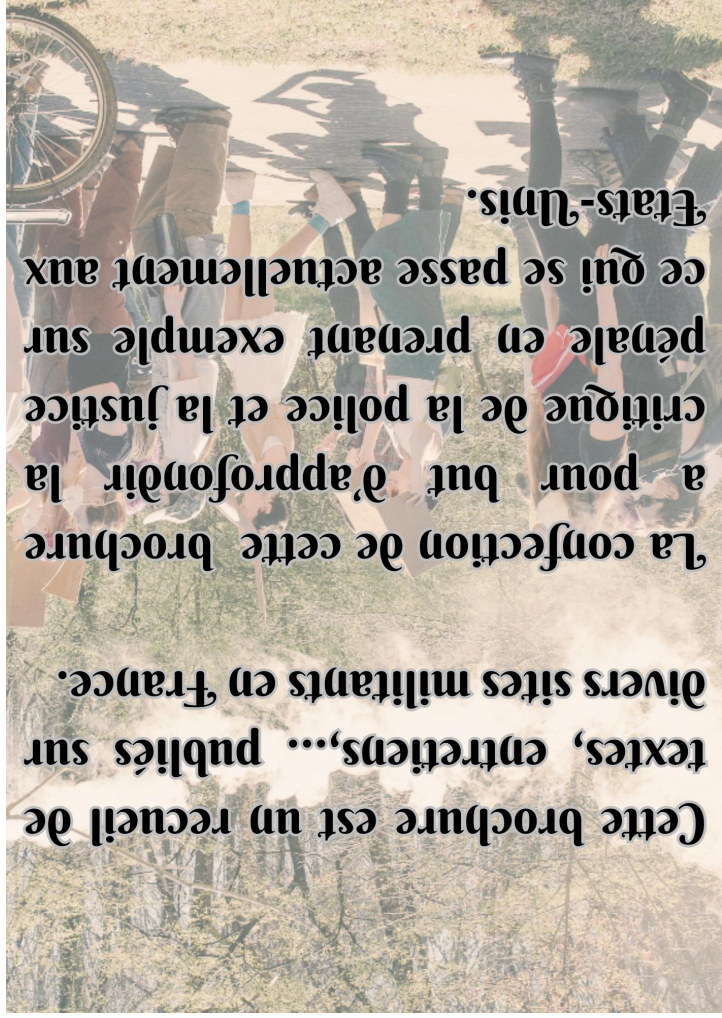 Cette brochure est un recueil de
textes, entretiens,... publiés sur
divers sites militants en France.
La confection de cette brochure
a pour but d'approfondir la
critique de la police et la justice
pénale en prenant exemple sur
ce qui se passe actuellement aux
Etats-Unis.